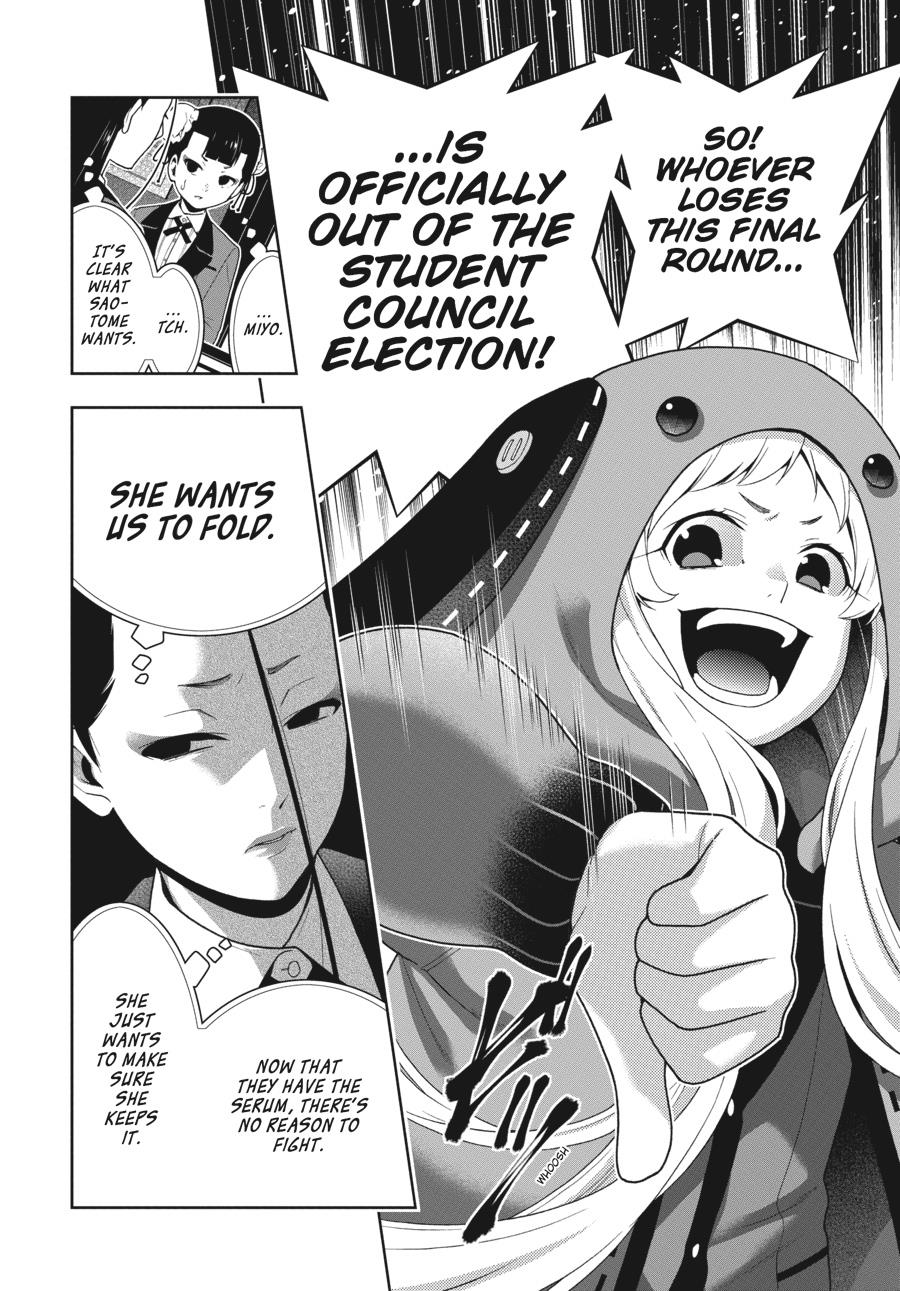 SO!
WHOEVER
LOSES
THIS FINAL
ROUND...
...IS
OFFICIALLY
OUT OF THE
STUDENT
COUNCIL
ELECTION!
...
MIYO.
...
TCH.
IT'S
CLEAR
WHAT
SAO-
TOME
WANTS.
SHE WANTS
US TO FOLD.
NOW THAT
THEY HAVE THE
SERUM, THERE'S
NO REASON TO
FIGHT.
SHE
JUST
WANTS
TO MAKE
SURE
SHE
KEEPS
IT.
WHOOSH